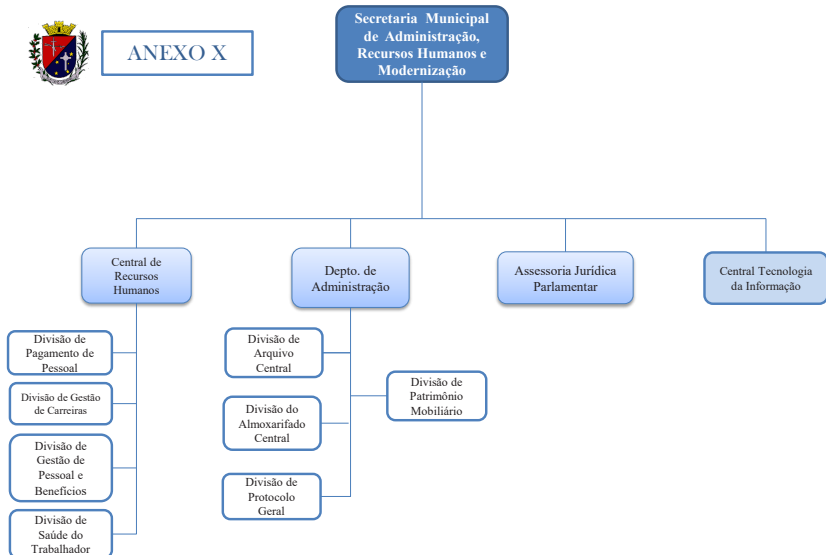 ANEXO X
Secretaria Municipal
de Administração,
Recursos Humanos e
Modernização
Central de
Recursos
Humanos
Depto. de
Administração
Assessoria Jurídica
Parlamentar
Central Tecnologia
da Informação
Divisão de
Pagamento de
Pessoal
Divisão de Gestão
de Carreiras
Divisão de
Gestão de
Pessoal e
Benefícios
Divisão de
Saúde do
Trabalhador
Divisão de
Arquivo
Central
Divisão do
Almoxarifado
Central
Divisão de
Protocolo
Geral
Divisão de
Patrimônio
Mobiliário